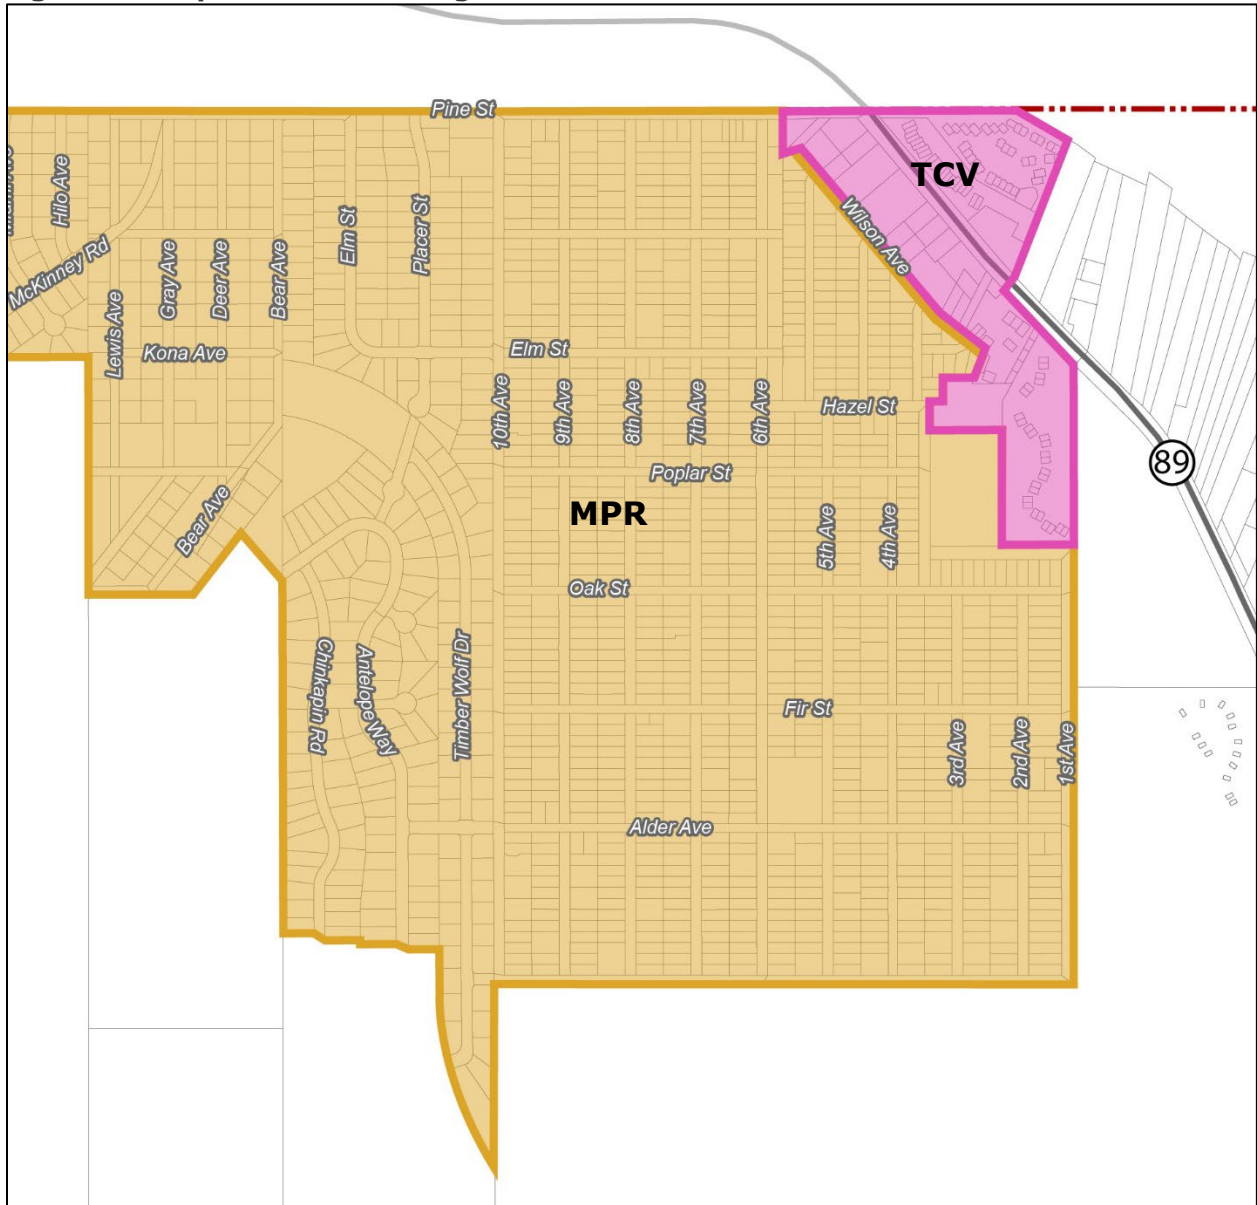 Pine St
TCV
Hilo Ave
McKinney Rd
Gray Ave
Deer Ave
Bear Ave
Elm St
Placer St
Wilson Ave
Lewis Ave
Kona Ave
Elm St
10th Ave
9th Ave
8th Ave
7th Ave
6th Ave
Hazel St
89
Poplar St
Bear Ave
MPR
5th Ave
4th Ave
Oak St
Chinkapin Rd
Antelope Way
Timber Wolf Dr
Fir St
3rd Ave
2nd Ave
1st Ave
Alder Ave